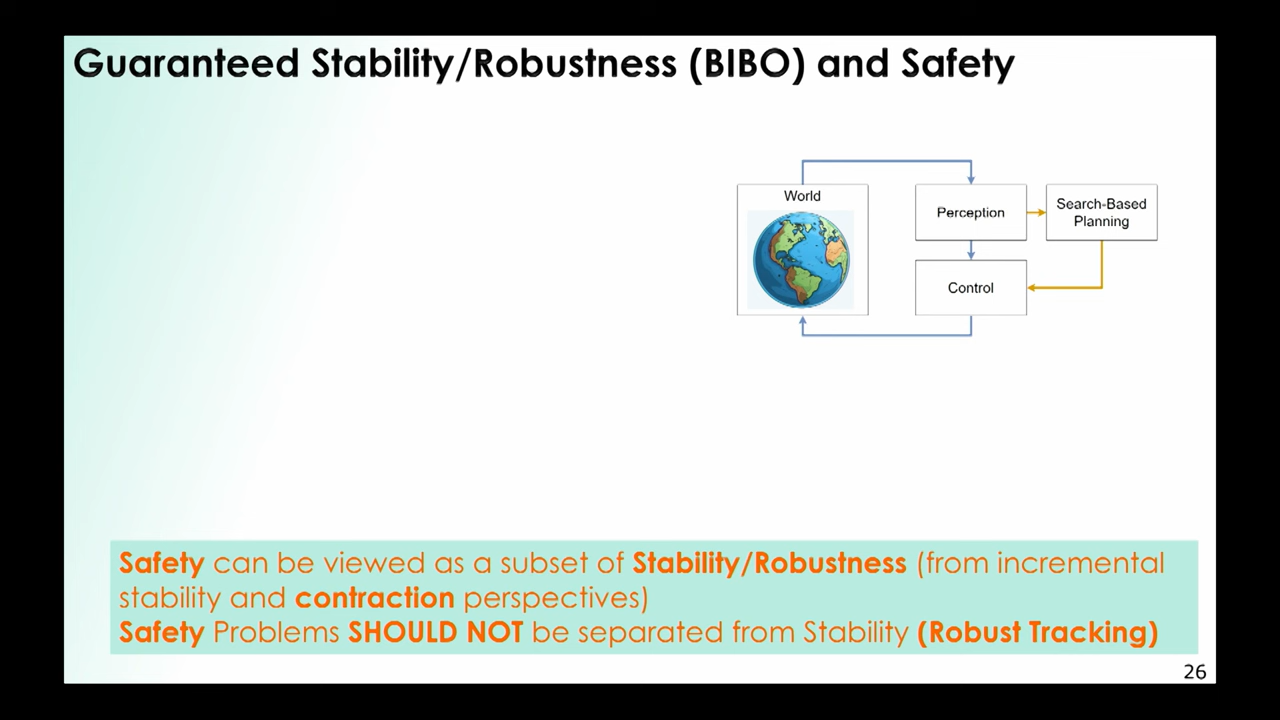 Guaranteed Stability/Robustness (BIBO) and Safety
World
Perception
Search-Based
Planning
Control
Safety can be viewed as a subset of Stability/Robustness (from incremental
stability and contraction perspectives)
Safety Problems SHOULD NOT be separated from Stability (Robust Tracking)
26